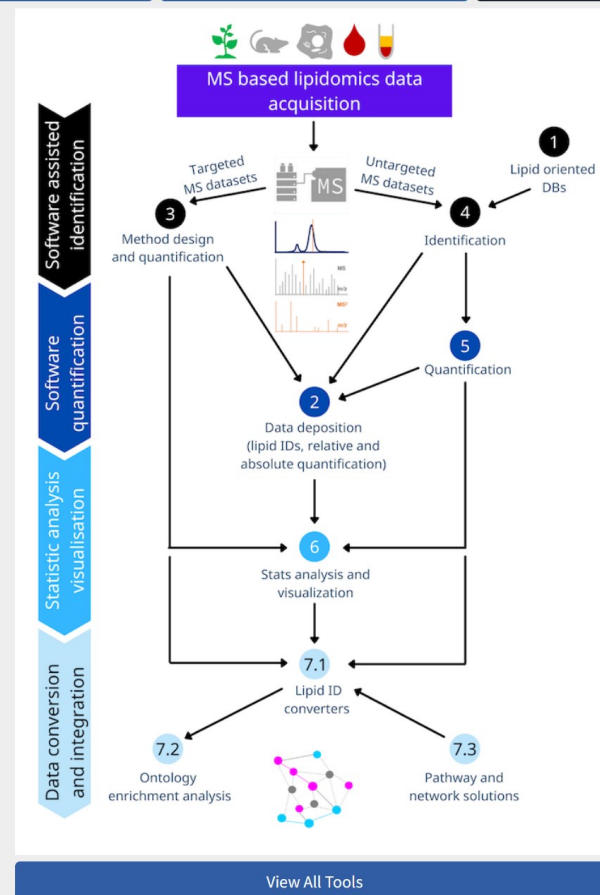 MS based lipidomics data
acquisition
Software assisted
identification
Targeted
MS datasets
MS
Untargeted
MS datasets
1
Lipid oriented
DBs
3
Method design
and quantification
4
Identification
MS
m/z
MS²
m/z
Software
quantification
5
Quantification
2
Data deposition
(lipid IDs, relative and
absolute quantification)
Statistic analysis
visualisation
6
Stats analysis and
visualization
Data conversion
and integration
7.1
Lipid ID
converters
7.2
Ontology
enrichment analysis
7.3
Pathway and
network solutions
View All Tools